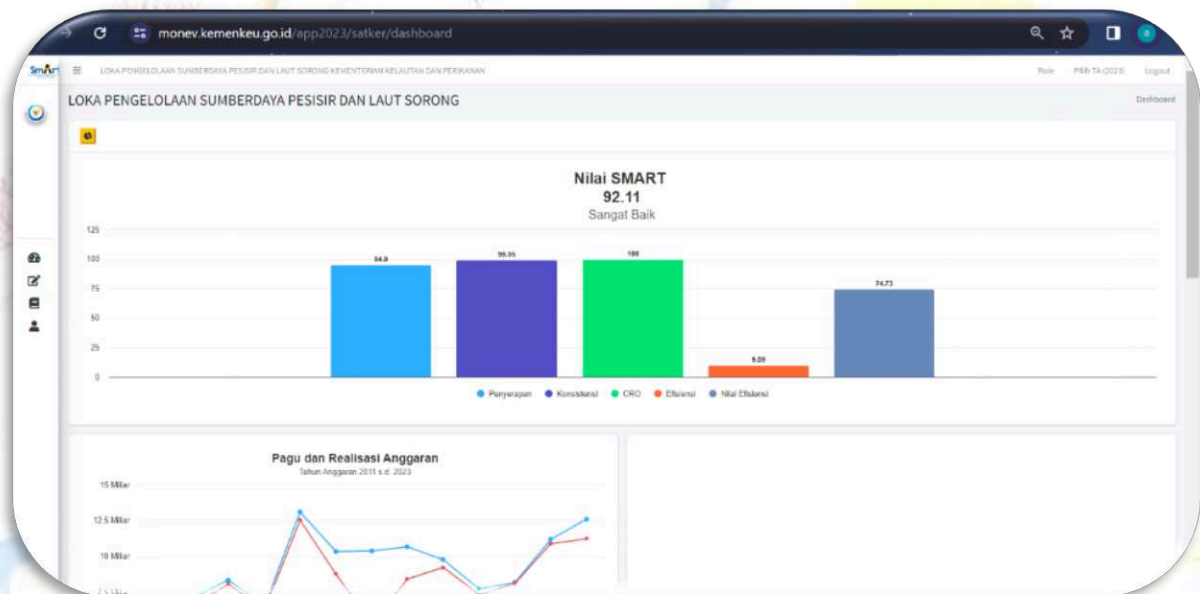 monev.kemenkeu.go.id/app2023/satker/dashboard
SmArt
LOKA PENGELOLAAN SUMBERDAYA PESISIR DAN LAUT SORONG KEMENTERIAN KELAUTAN DAN PERIKANAN
Role Pilih TA (2023) Logout
LOKA PENGELOLAAN SUMBERDAYA PESISIR DAN LAUT SORONG
Dashboard
Nilai SMART
92.11
Sangat Baik
125
100
75
50
25
0
94.9
99.95
100
74.73
Penyerapan Konsistensi CRO Efisiensi Nilai Efisiensi
Pagu dan Realisasi Anggaran
Tahun Anggaran 2011 s.d. 2023
15 Miliar
12.5 Miliar
10 Miliar